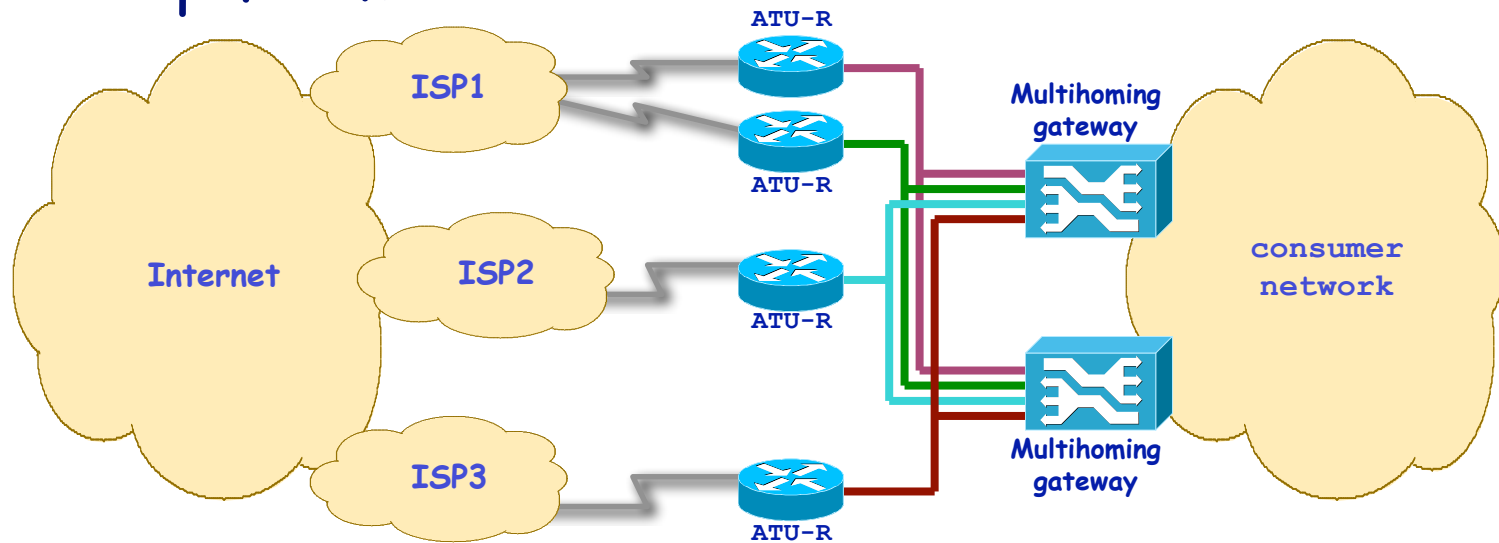 ATU-R
ISP1
Multihoming
gateway
ATU-R
Internet
ISP2
consumer
network
ATU-R
Multihoming
gateway
ISP3
ATU-R